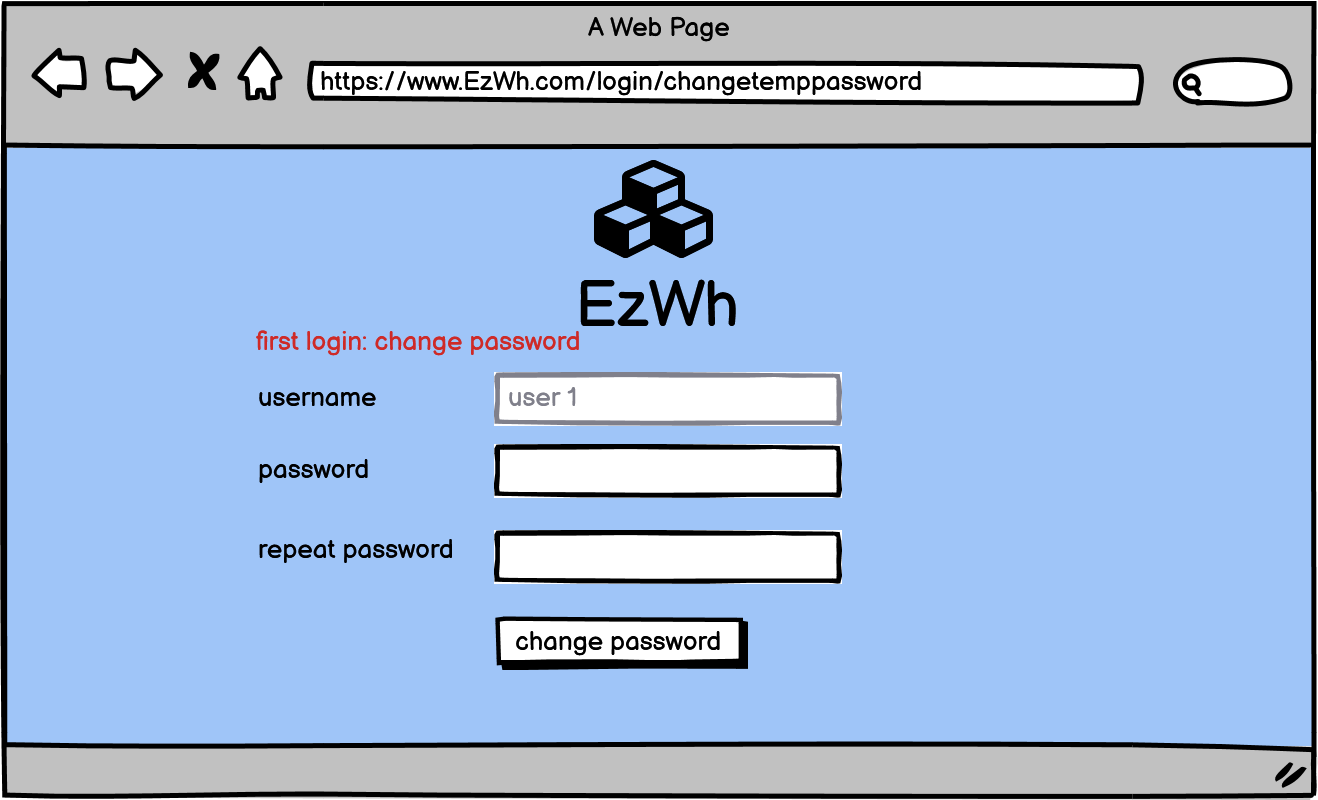 A Web Page
https://www.EzWh.com/login/changetemppassword
EzWh
first login: change password
username
user 1
password
repeat password
change password